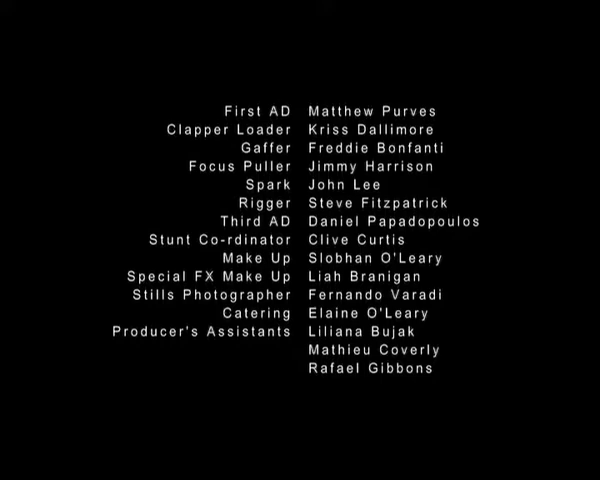 First AD Matthew Purves
Clapper Loader Kriss Dallimore
Gaffer Freddie Bonfanti
Focus Puller Jimmy Harrison
Spark John Lee
Rigger Steve Fitzpatrick
Third AD Daniel Papadopoulos
Stunt Co-rdinator Clive Curtis
Make Up Slobhan O'Leary
Special FX Make Up Liah Branigan
Stills Photographer Fernando Varadi
Catering Elaine O'Leary
Producer's Assistants Liliana Bujak
Mathieu Coverly
Rafael Gibbons